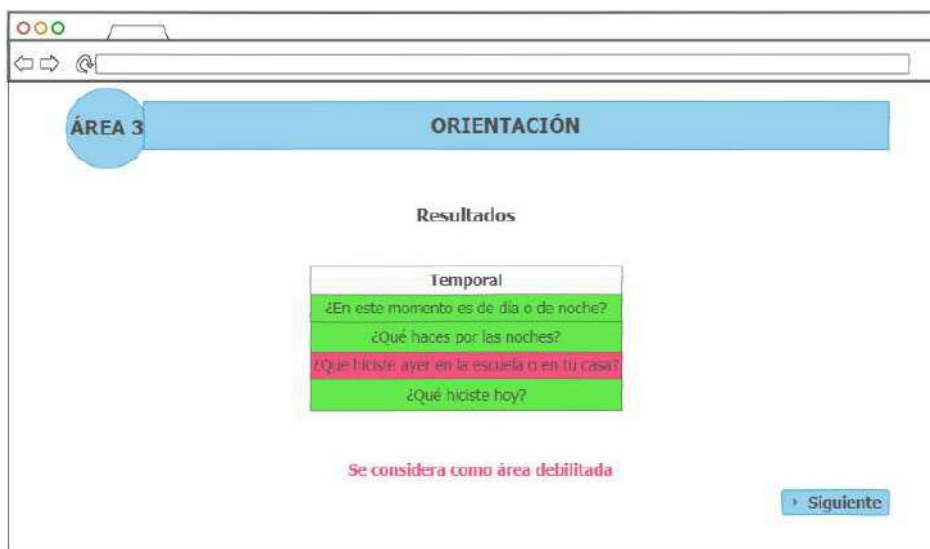 ÁREA 3
ORIENTACIÓN
Resultados
Temporal
¿En este momento es de día o de noche?
¿Qué haces por las noches?
¿Que hiciste ayer en la escuela o en tu casa?
¿Qué hiciste hoy?
Se considera como área debilitada
Siguiente